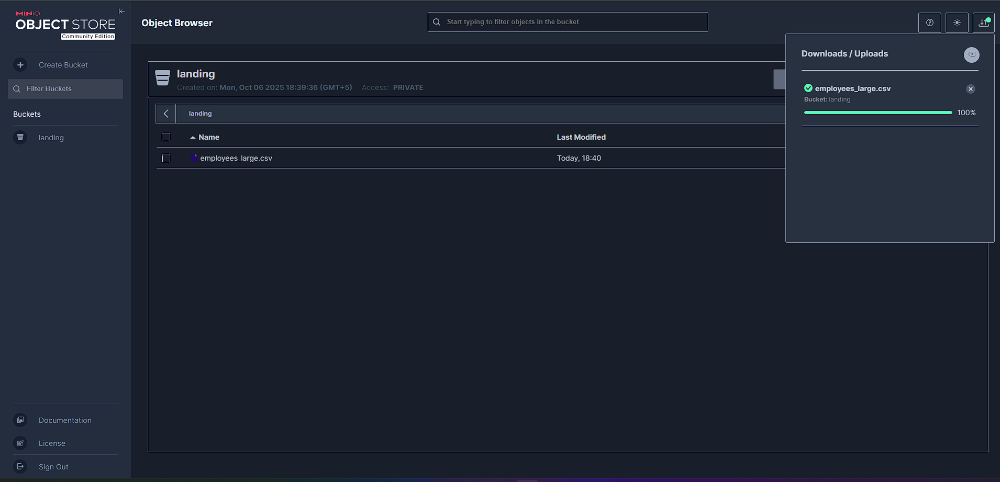 MINIO
OBJECT STORE
Community Edition
Create Bucket
Filter Buckets
Buckets
landing
Documentation
License
Sign Out
Object Browser
Start typing to filter objects in the bucket
landing
Created on: Mon, Oct 06 2025 18:39:36 (GMT+5) Access: PRIVATE
landing
Name Last Modified
employees_large.csv Today, 18:40
Downloads / Uploads
employees_large.csv
Bucket: landing
100%